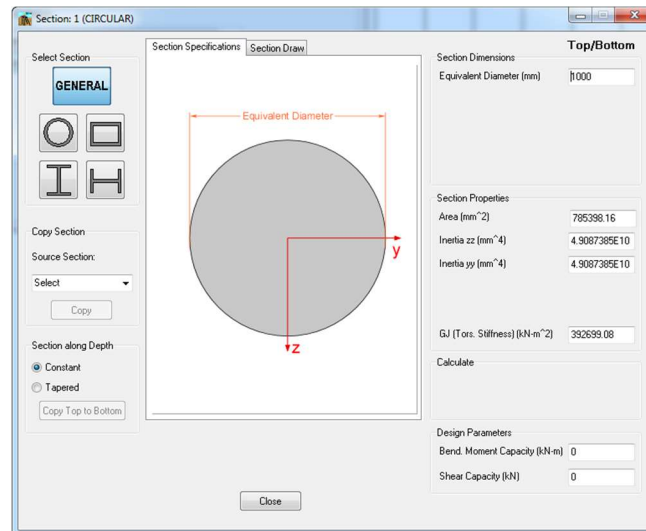 Section: 1 (CIRCULAR)
Select Section
GENERAL
Copy Section
Source Section:
Select
Copy
Section along Depth
Constant
Tapered
Copy Top to Bottom
Section Specifications
Section Draw
Equivalent Diameter
y
z
Close
Top/Bottom
Section Dimensions
Equivalent Diameter (mm) 1000
Section Properties
Area (mm^2) 785398.16
Inertia zz (mm^4) 4.9087385E10
Inertia yy (mm^4) 4.9087385E10
GJ (Tors. Stiffness) (kN-m^2) 392699.08
Calculate
Design Parameters
Bend. Moment Capacity (kN-m) 0
Shear Capacity (kN) 0